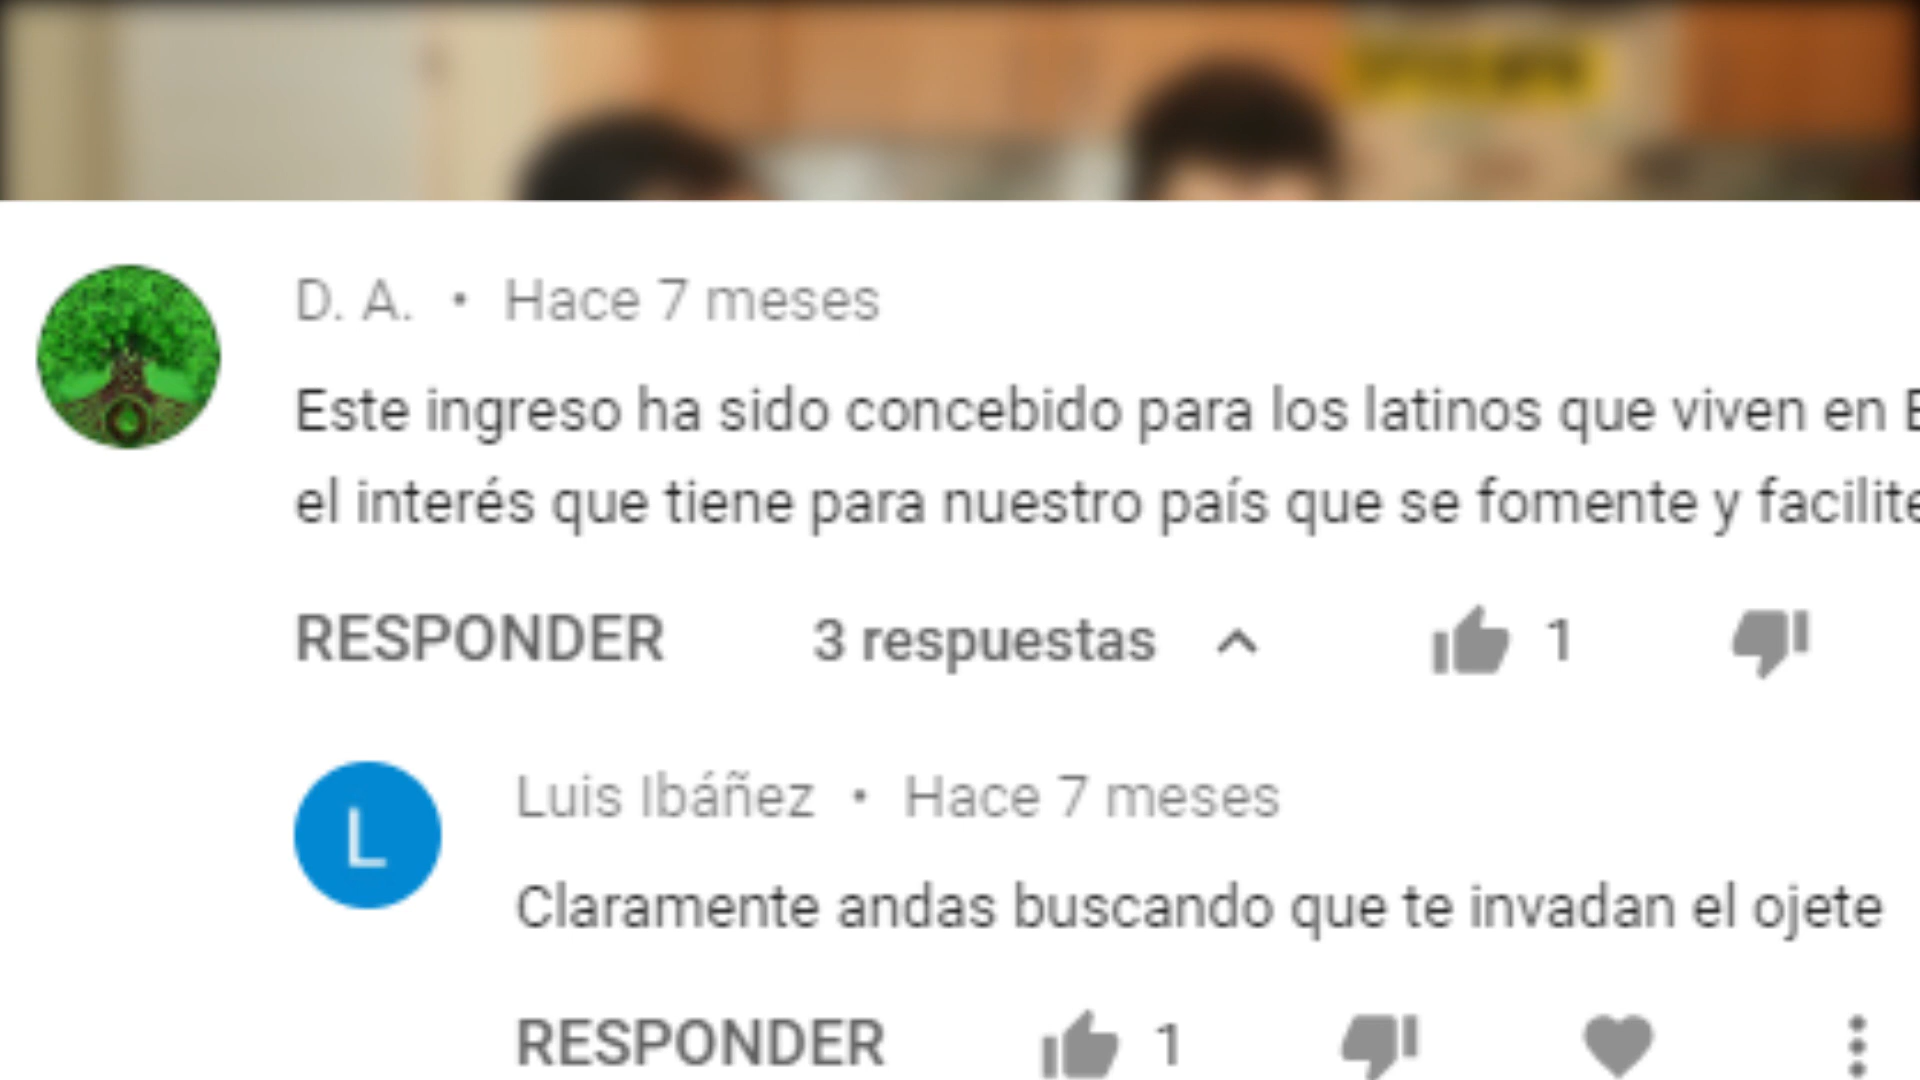 D. A. • Hace 7 meses
Este ingreso ha sido concebido para los latinos que viven en
el interés que tiene para nuestro país que se fomente y facilite
RESPONDER 3 respuestas 1
L
Luis Ibáñez • Hace 7 meses
Claramente andas buscando que te invadan el ojete
RESPONDER 1